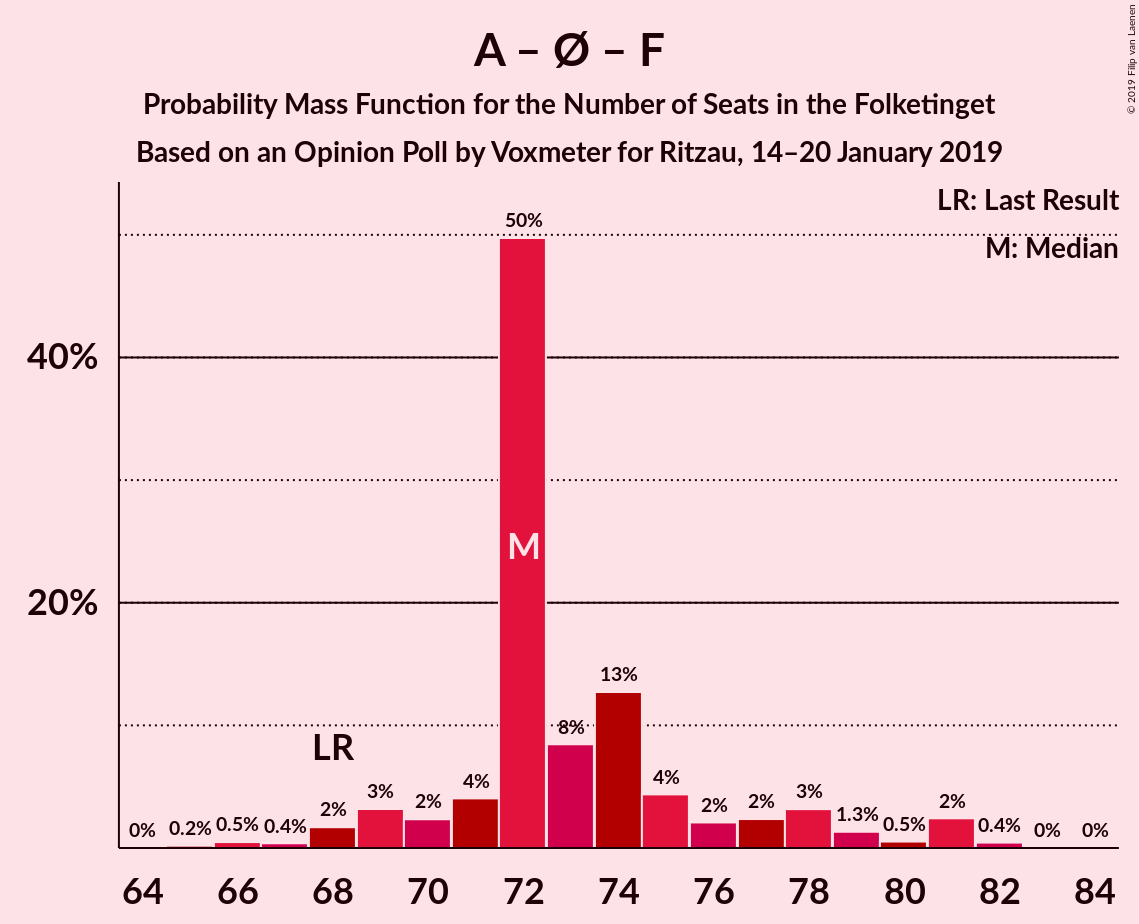 A – Ø – F
Probability Mass Function for the Number of Seats in the Folketinget
Based on an Opinion Poll by Voxmeter for Ritzau, 14–20 January 2019
© 2019 Filip van Laenen
LR: Last Result
M: Median
50%
40%
M
20%
13%
8%
LR
0%
0.2%
0.5%
0.4%
2%
3%
2%
4%
4%
2%
2%
3%
1.3%
0.5%
2%
0.4%
0%
0%
64 66 68 70 72 74 76 78 80 82 84